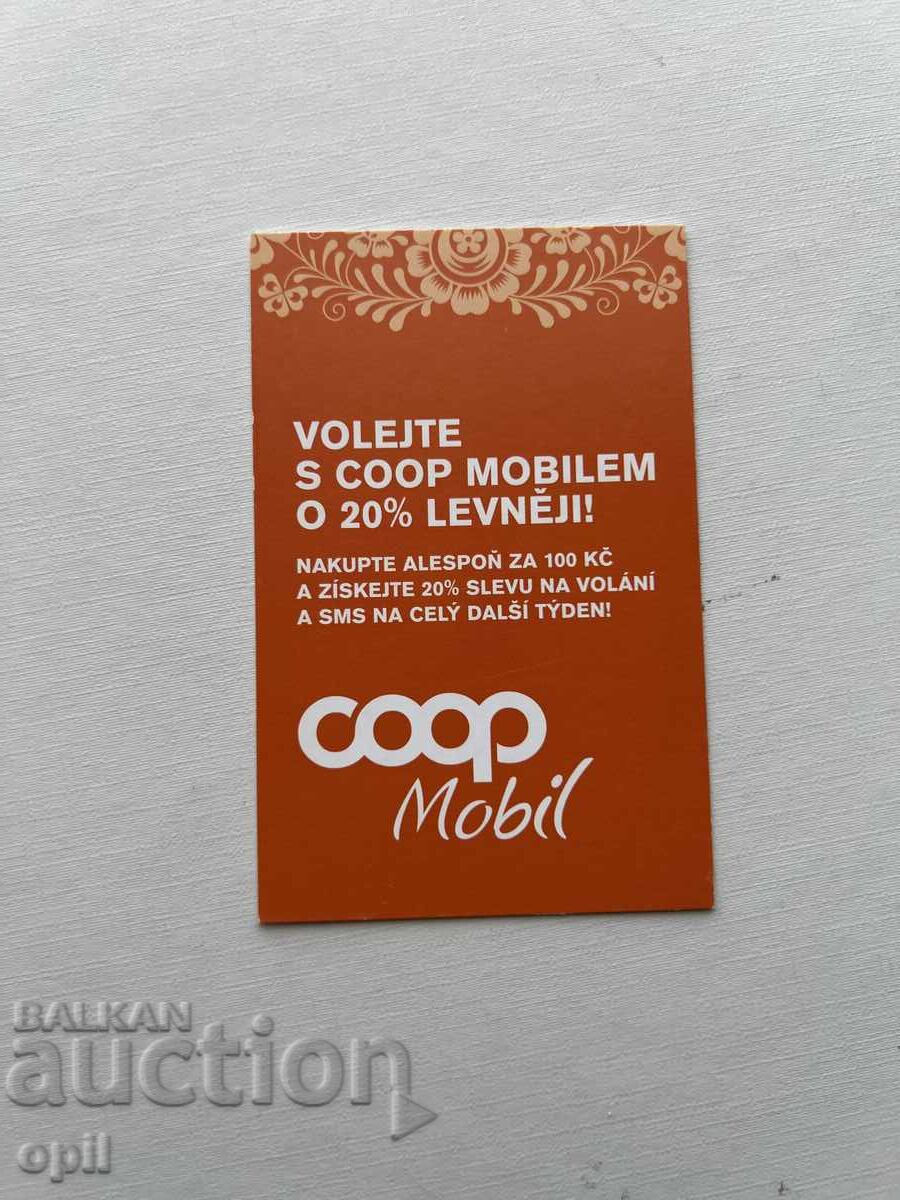 VOLEJTE
S COOP MOBILEM
O 20% LEVNĚJI!
NAKUPTE ALESPOŇ ZA 100 KČ
A ZÍSKEJTE 20% SLEVU NA VOLÁNÍ
A SMS NA CELÝ DALŠÍ TÝDEN!
coop
Mobil
BALKAN
auction
opil